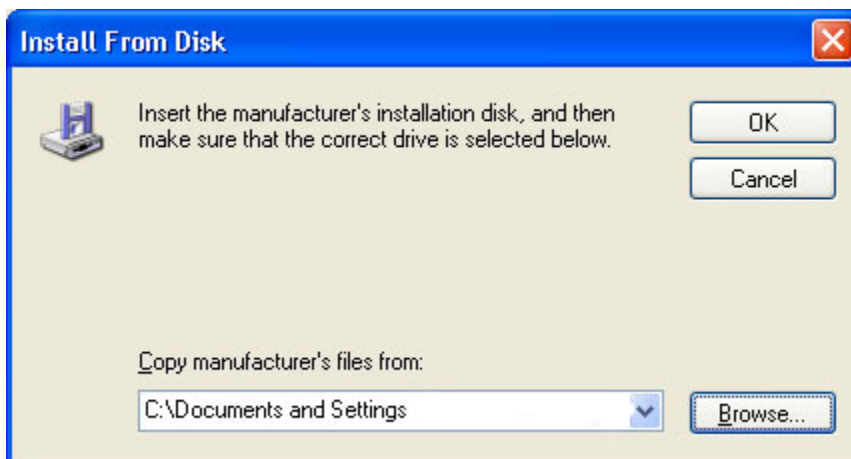 Install From Disk
Insert the manufacturer's installation disk, and then
make sure that the correct drive is selected below.
OK
Cancel
Copy manufacturer's files from:
C:\Documents and Settings
Browse...